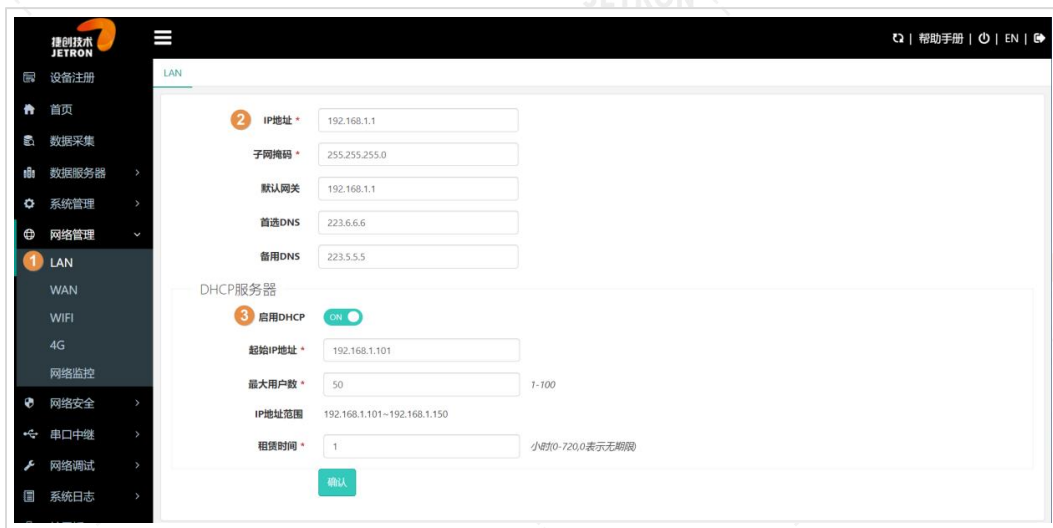 JETRON
捷创技术
JETRON
帮助手册 | EN |
设备注册
首页
数据采集
数据服务器
系统管理
网络管理
1 LAN
WAN
WIFI
4G
网络监控
网络安全
串口中继
网络调试
系统日志
LAN
2 IP地址 * 192.168.1.1
子网掩码 * 255.255.255.0
默认网关 192.168.1.1
首选DNS 223.6.6.6
备用DNS 223.5.5.5
DHCP服务器
3 启用DHCP ON
起始IP地址 * 192.168.1.101
最大用户数 * 50 1-100
IP地址范围 192.168.1.101~192.168.1.150
租赁时间 * 1 小时(0-720,0表示无期限)
确认